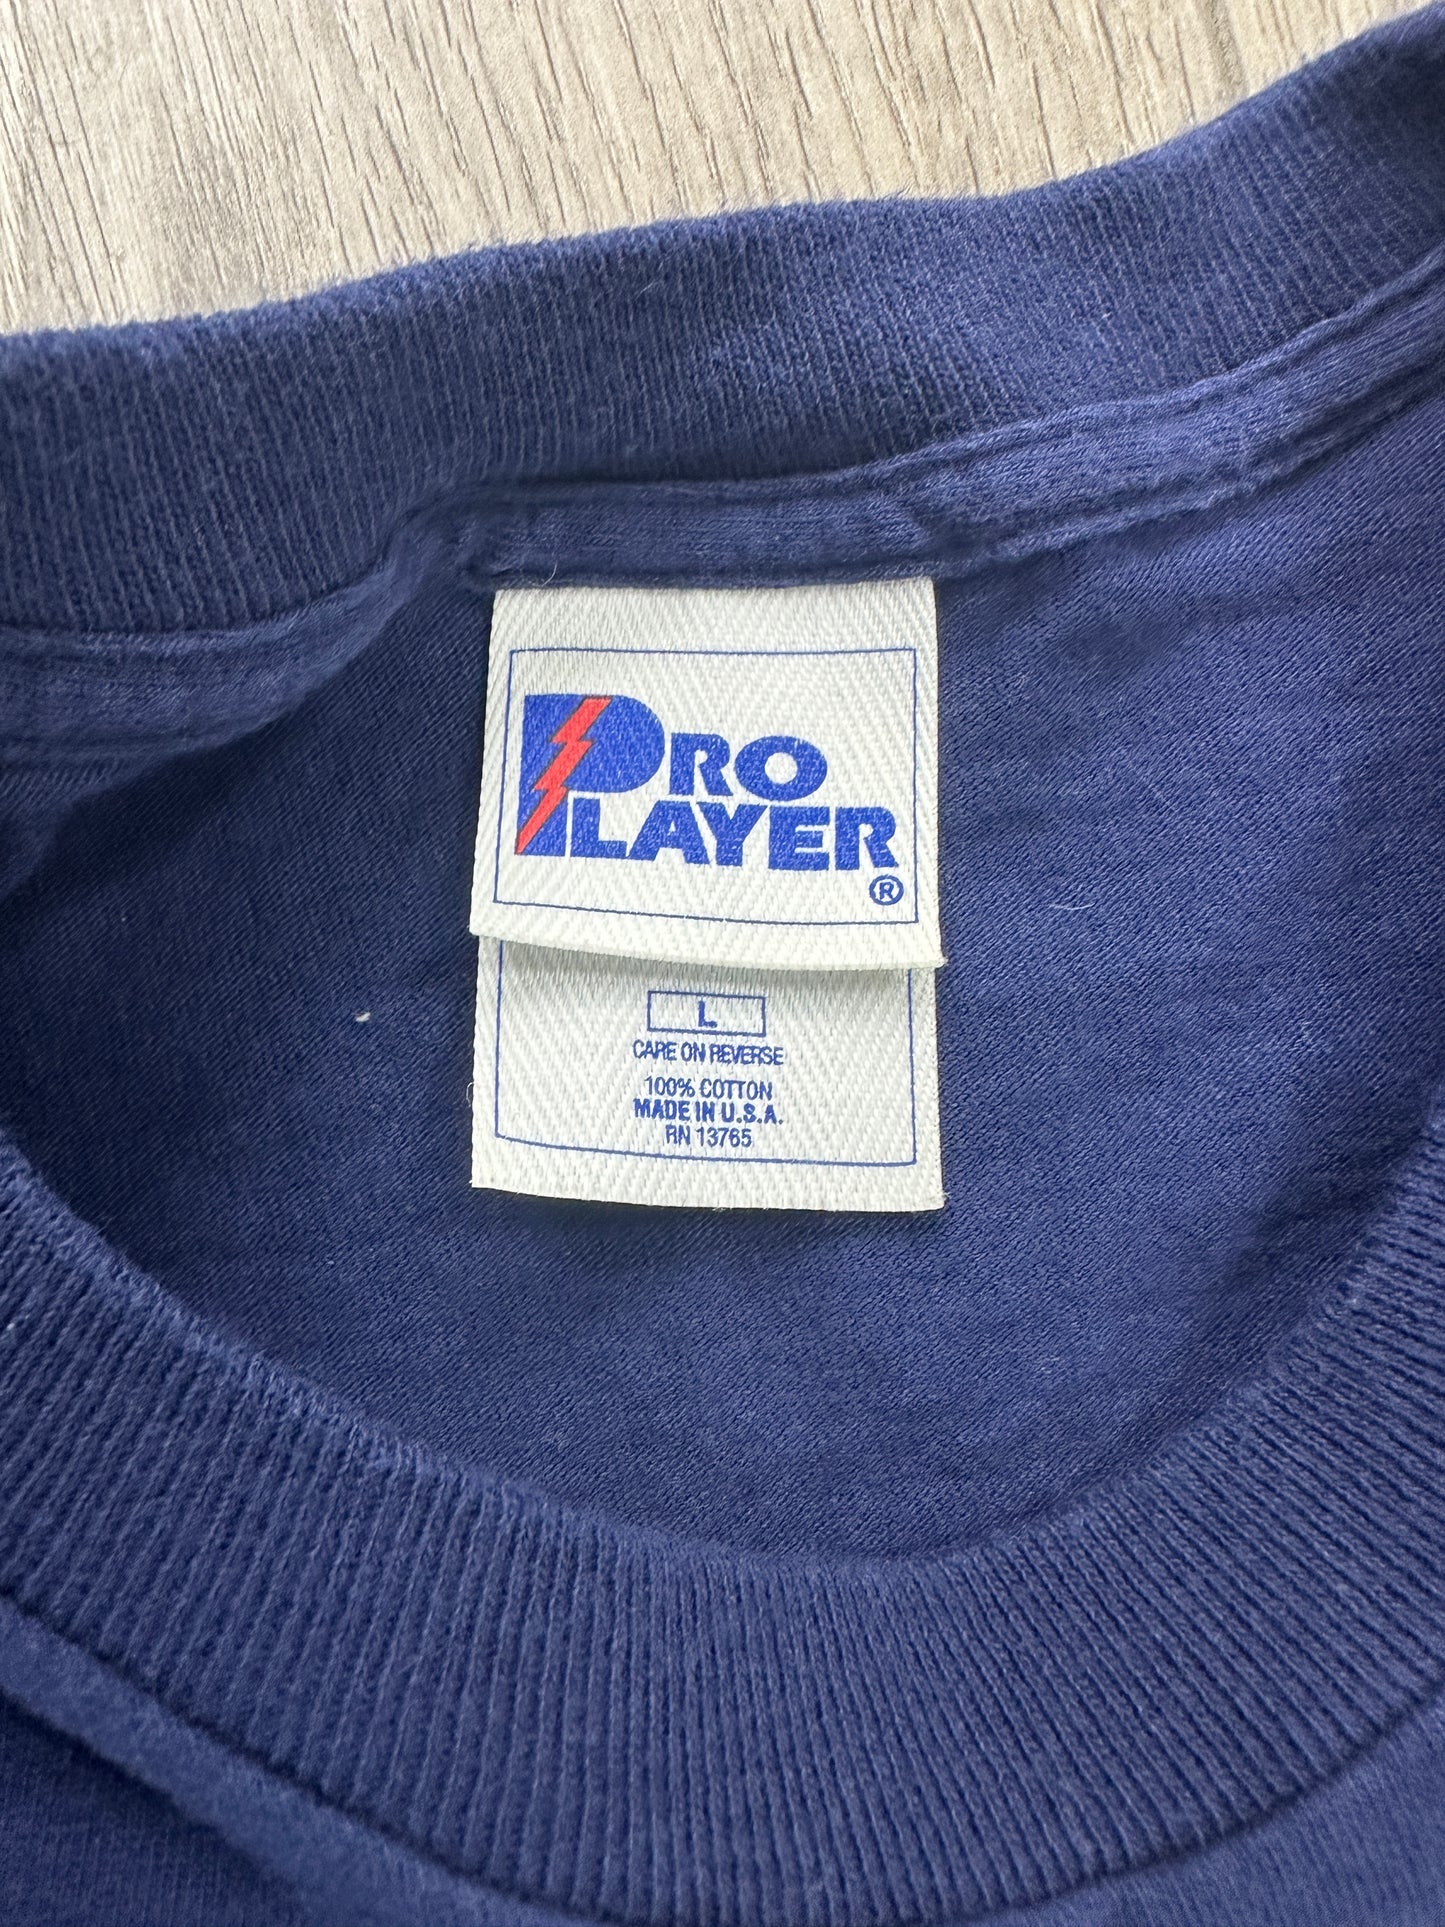 PRO
PLAYER
®
L
CARE ON REVERSE
100% COTTON
MADE IN U.S.A.
RN 13765